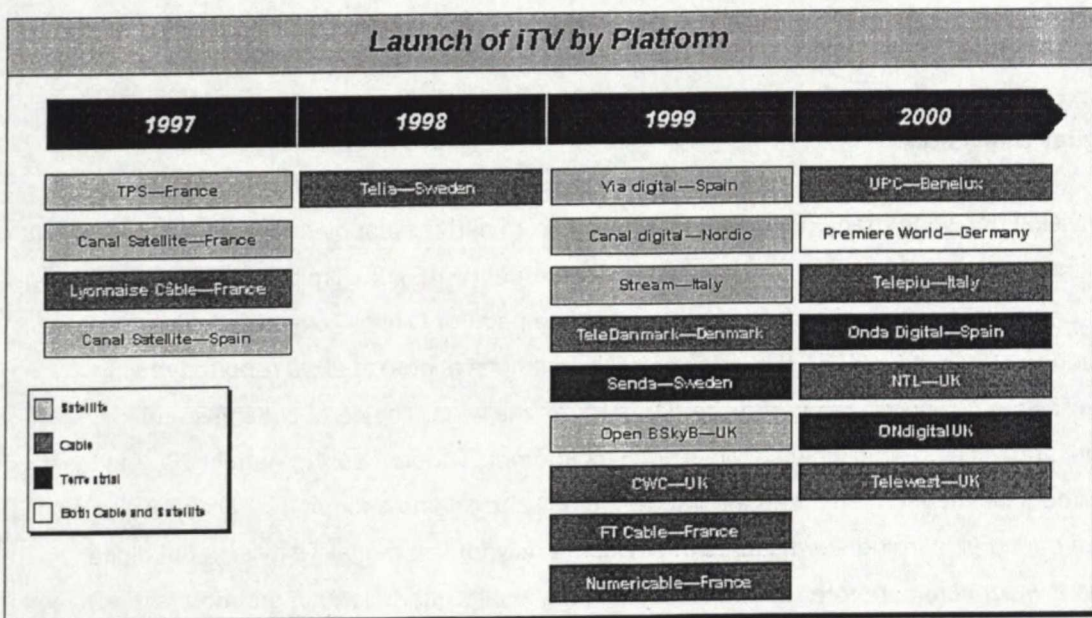 Launch of iTV by Platform
1997
1998
1999
2000
TPS—France
Canal Satellite—France
Lyonnaise Câble—France
Canal Satellite—Spain
Telia—Sweden
Via digital—Spain
Canal digital—Nordic
Stream—Italy
TeleDanmark—Denmark
Senda—Sweden
Open BSkyB—UK
CWC—UK
FT Cable—France
Numericable—France
UPC—Benelux
Premiere World—Germany
Telepiu—Italy
Onda Digital—Spain
NTL—UK
ONdigital UK
Telewest—UK
Satellite
Cable
Terrestrial
Both Cable and Satellite